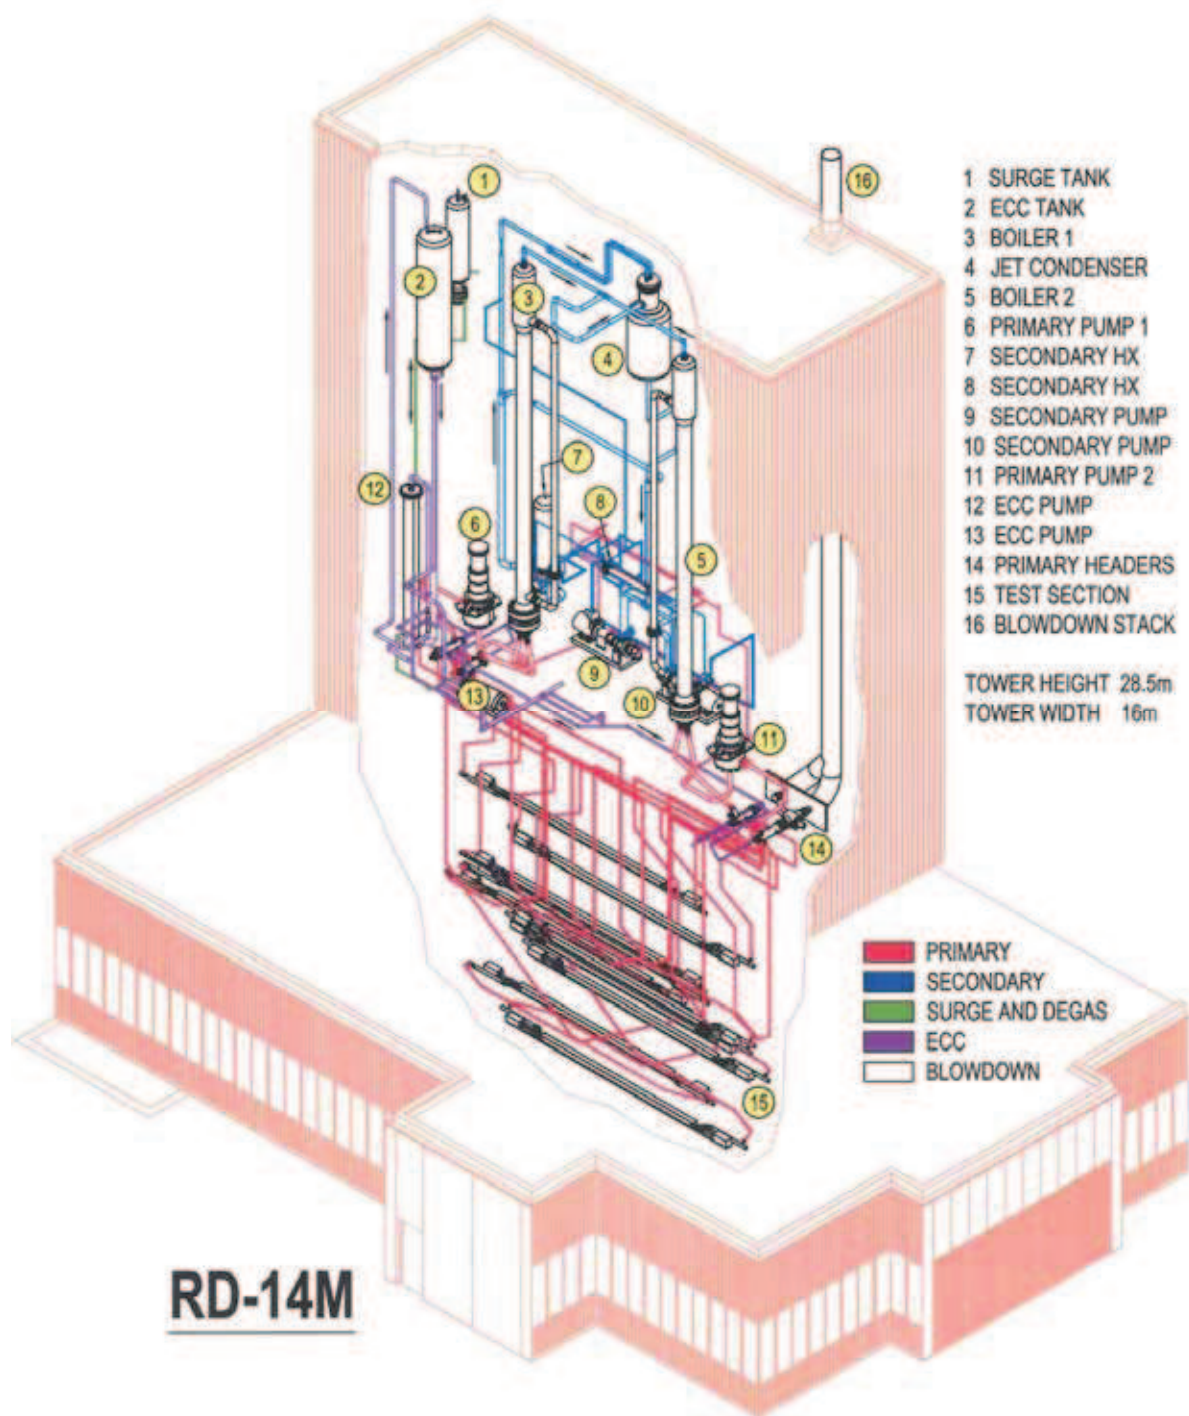 1 SURGE TANK
2 ECC TANK
3 BOILER 1
4 JET CONDENSER
5 BOILER 2
6 PRIMARY PUMP 1
7 SECONDARY HX
8 SECONDARY HX
9 SECONDARY PUMP
10 SECONDARY PUMP
11 PRIMARY PUMP 2
12 ECC PUMP
13 ECC PUMP
14 PRIMARY HEADERS
15 TEST SECTION
16 BLOWDOWN STACK
TOWER HEIGHT 28.5m
TOWER WIDTH 16m
1
16
2
3
4
7
12
8
6
5
9
13
10
11
14
15
PRIMARY
SECONDARY
SURGE AND DEGAS
ECC
BLOWDOWN
RD-14M